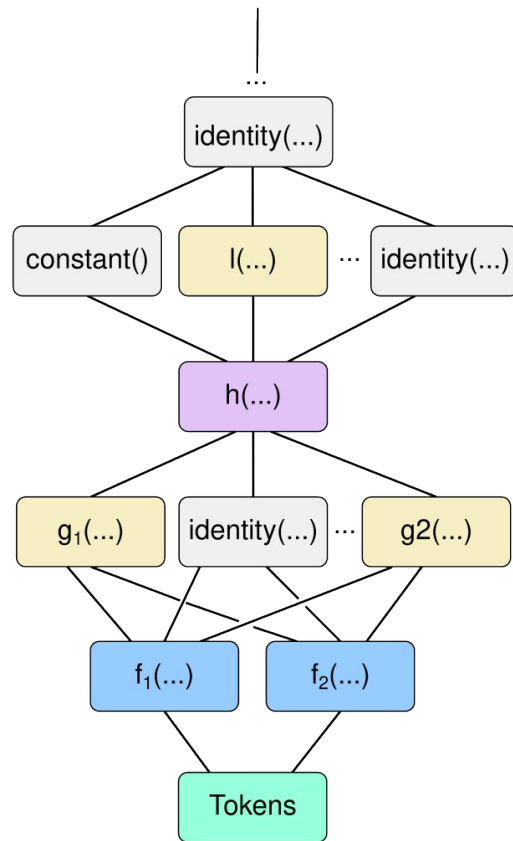 ...
identity(...)
constant() l(...) ... identity(...)
h(...)
g₁(...) identity(...) ... g2(...)
f₁(...) f₂(...)
Tokens